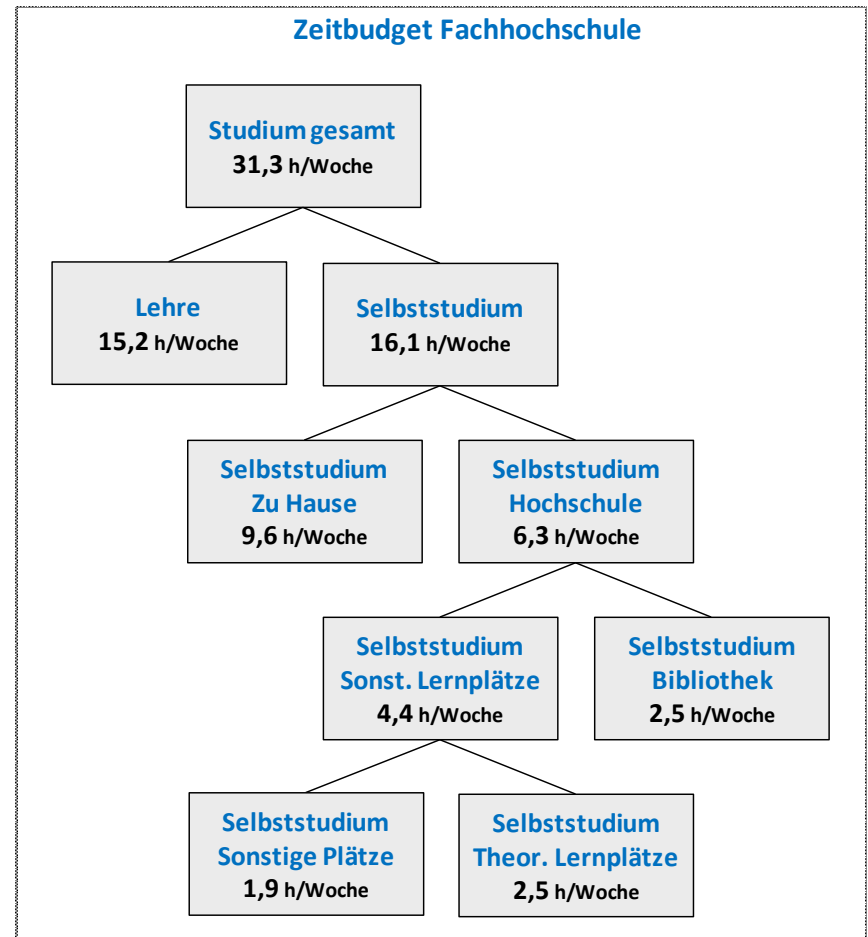 Zeitbudget Fachhochschule
Studium gesamt
31,3 h/Woche
Lehre
15,2 h/Woche
Selbststudium
16,1 h/Woche
Selbststudium
Zu Hause
9,6 h/Woche
Selbststudium
Hochschule
6,3 h/Woche
Selbststudium
Sonst. Lernplätze
4,4 h/Woche
Selbststudium
Bibliothek
2,5 h/Woche
Selbststudium
Sonstige Plätze
1,9 h/Woche
Selbststudium
Theor. Lernplätze
2,5 h/Woche